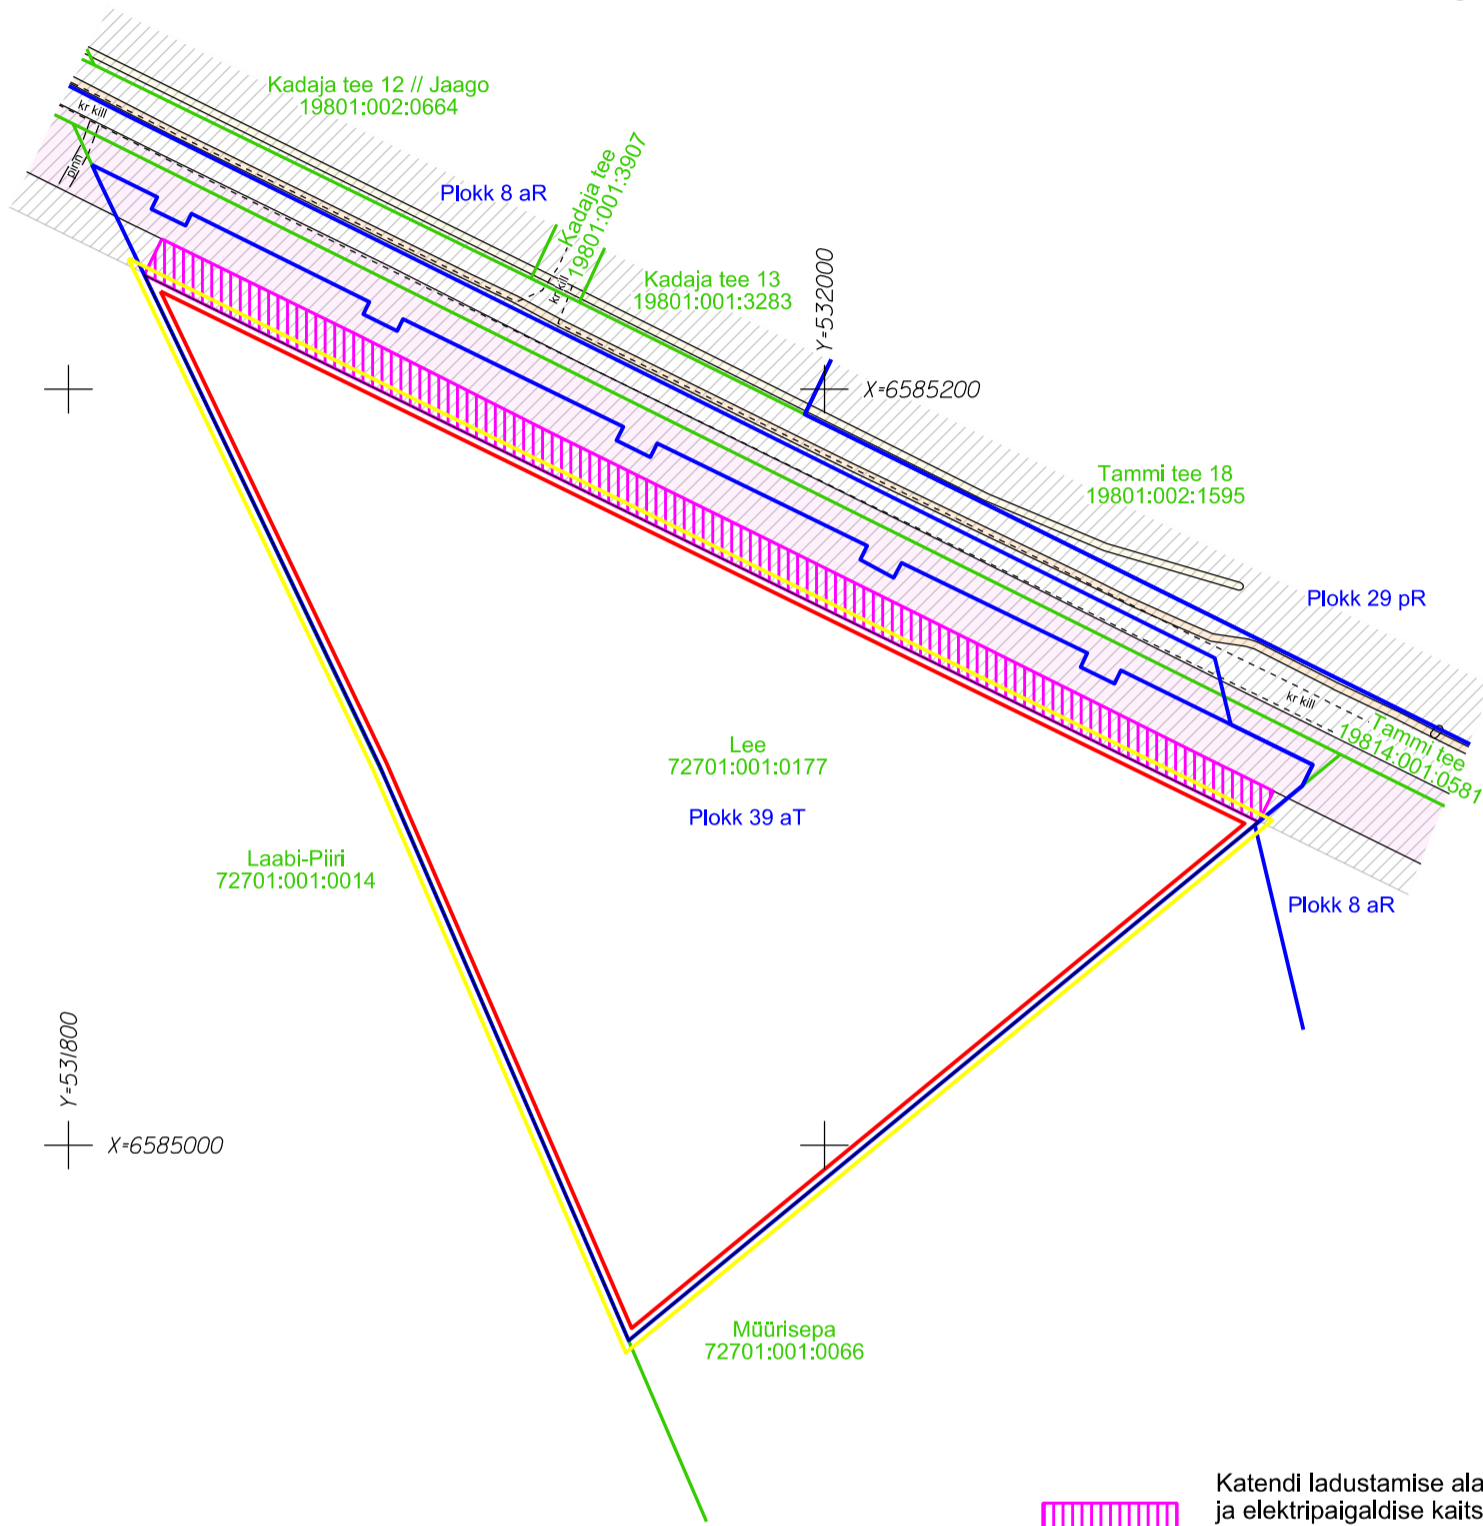 Kadaja tee 12 // Jaago
19801:002:0664
kr kill
pinn
Plokk 8 aR
Kadaja tee
19801:001:3907
kr kill
Kadaja tee 13
19801:001:3283
Y=532000
X=6585200
Tammi tee 18
19801:002:1595
Plokk 29 pR
kr kill
Tammi tee
19814:001:0581
Lee
72701:001:0177
Plokk 39 aT
Laabi-Piiri
72701:001:0014
Plokk 8 aR
Y=531800
X=6585000
Müürisepa
72701:001:0066
Katendi ladustamise ala
ja elektripaigaldise kaits